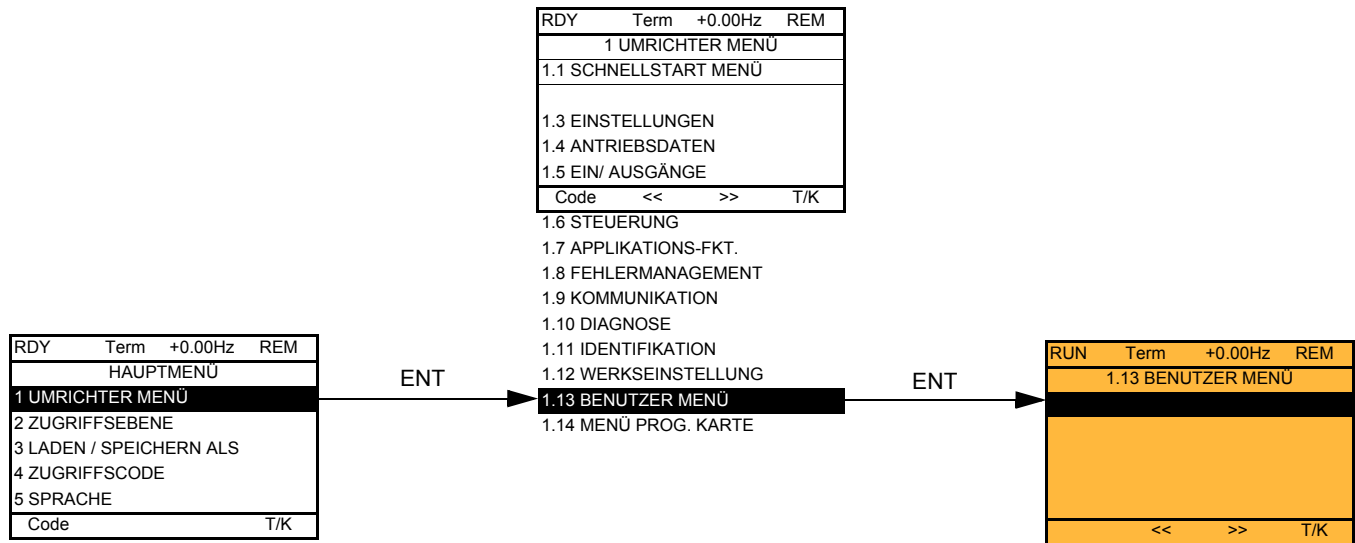 RDY Term +0.00Hz REM
1 UMRICHTER MENÜ
1.1 SCHNELLSTART MENÜ
1.3 EINSTELLUNGEN
1.4 ANTRIEBSDATEN
1.5 EIN/ AUSGÄNGE
Code << >> T/K
1.6 STEUERUNG
1.7 APPLIKATIONS-FKT.
1.8 FEHLERMANAGEMENT
1.9 KOMMUNIKATION
1.10 DIAGNOSE
1.11 IDENTIFIKATION
1.12 WERKSEINSTELLUNG
1.13 BENUTZER MENÜ
1.14 MENÜ PROG. KARTE
RDY Term +0.00Hz REM
HAUPTMENÜ
1 UMRICHTER MENÜ
2 ZUGRIFFSEBENE
3 LADEN / SPEICHERN ALS
4 ZUGRIFFSCODE
5 SPRACHE
Code T/K
ENT
ENT
RUN Term +0.00Hz REM
1.13 BENUTZER MENÜ
<< >> T/K